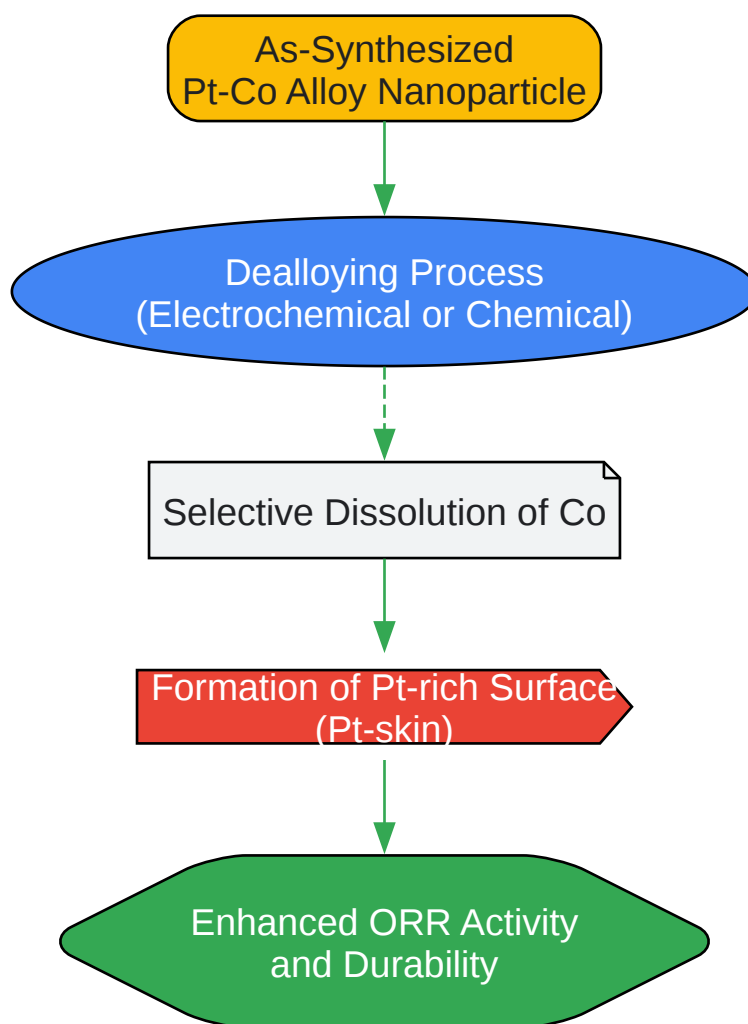 As-Synthesized
Pt-Co Alloy Nanoparticle
Dealloying Process
(Electrochemical or Chemical)
Selective Dissolution of Co
Formation of Pt-rich Surface
(Pt-skin)
Enhanced ORR Activity
and Durability